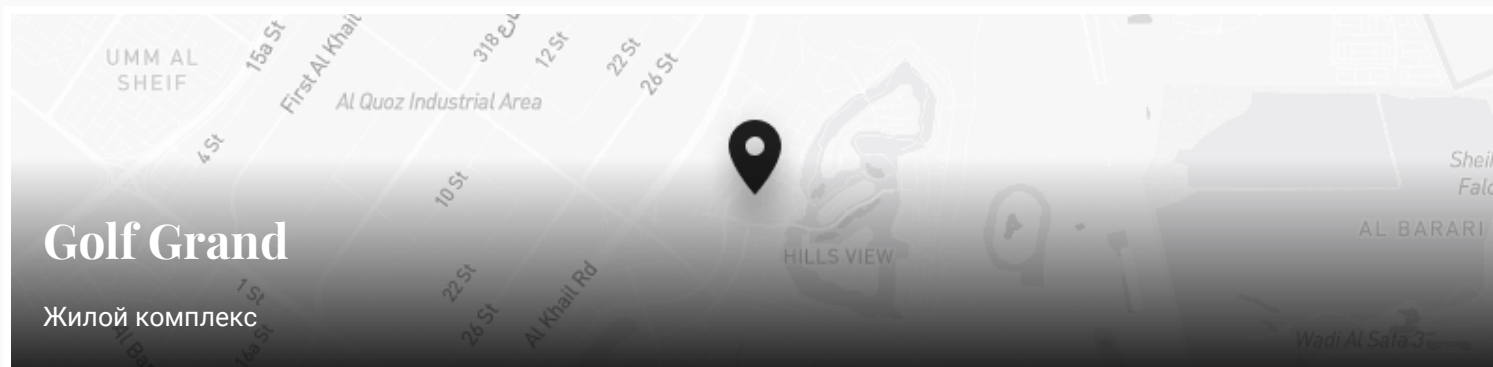 UMM AL
SHEIF
15a St
First Al Khail
318
12 St
22 St
26 St
Al Quoz Industrial Area
4 St
10 St
Golf Grand
HILLS VIEW
AL BARARI
1 St
22 St
26 St
Al Khail Rd
Жилой комплекс
16a St
Wadi Al Safa 3